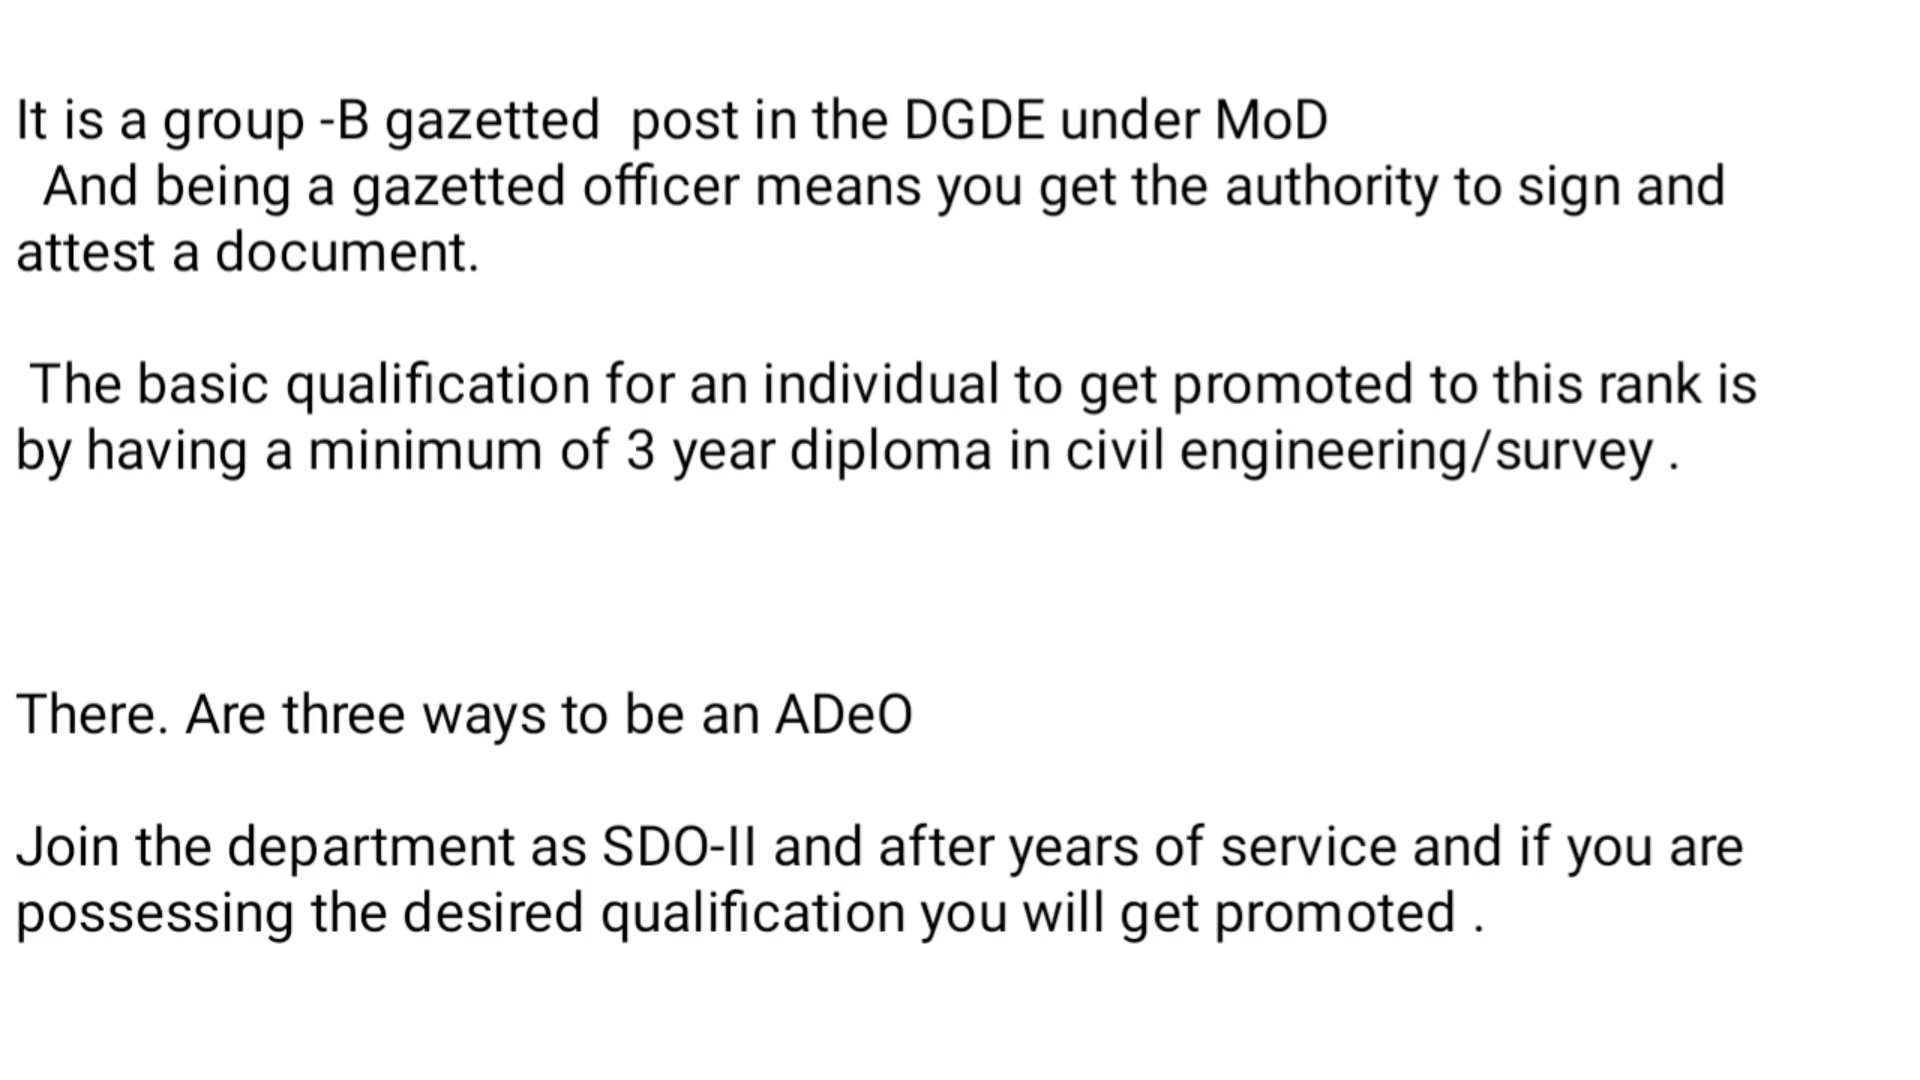 It is a group -B gazetted  post in the DGDE under MoD
And being a gazetted officer means you get the authority to sign and
attest a document.
The basic qualification for an individual to get promoted to this rank is
by having a minimum of 3 year diploma in civil engineering/survey .
There. Are three ways to be an ADeO
Join the department as SDO-II and after years of service and if you are
possessing the desired qualification you will get promoted .